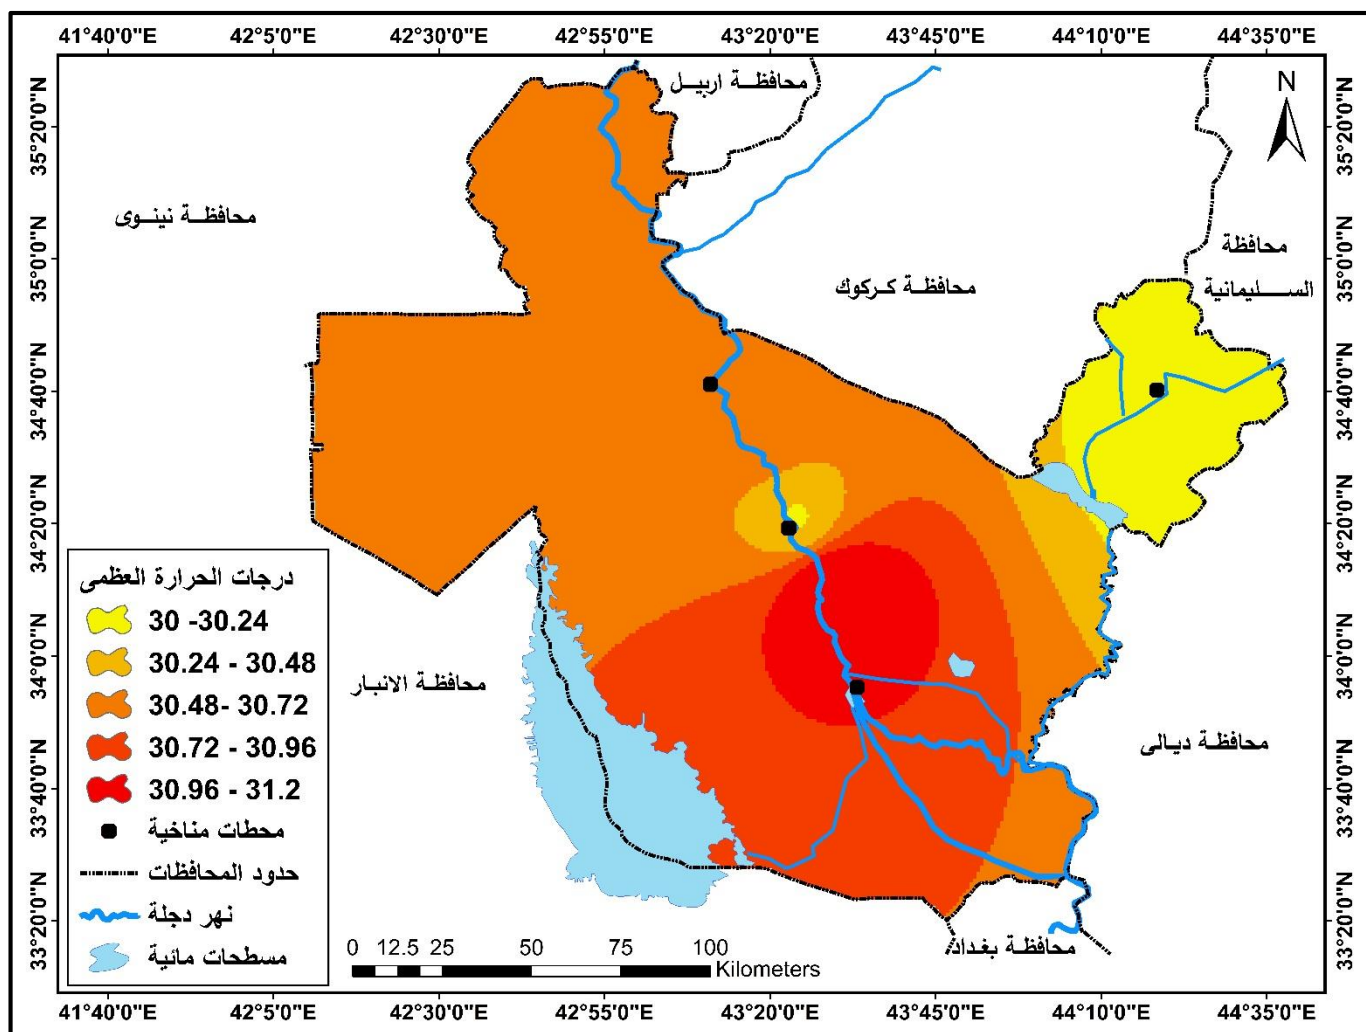 41°40'0"E 42°5'0"E 42°30'0"E 42°55'0"E 43°20'0"E 43°45'0"E 44°10'0"E 44°35'0"E
محافظــة اربيــل
N
35°20'0"N
35°20'0"N
محافظــة نينــوى
محافظة
السـليمانية
35°0'0"N
35°0'0"N
محافظــة كـركوك
34°40'0"N
34°40'0"N
34°20'0"N
34°20'0"N
درجات الحرارة العظمى
30 -30.24
30.24 - 30.48
30.48- 30.72
30.72 - 30.96
30.96 - 31.2
محطات مناخية
حدود المحافظات
نهر دجلة
مسطحات مائية
34°0'0"N
34°0'0"N
محافظـة الانبـار
محافظـة ديـالى
33°40'0"N
33°40'0"N
33°20'0"N
33°20'0"N
محافظـة بغـداد
0 12.5 25 50 75 100
Kilometers
41°40'0"E 42°5'0"E 42°30'0"E 42°55'0"E 43°20'0"E 43°45'0"E 44°10'0"E 44°35'0"E